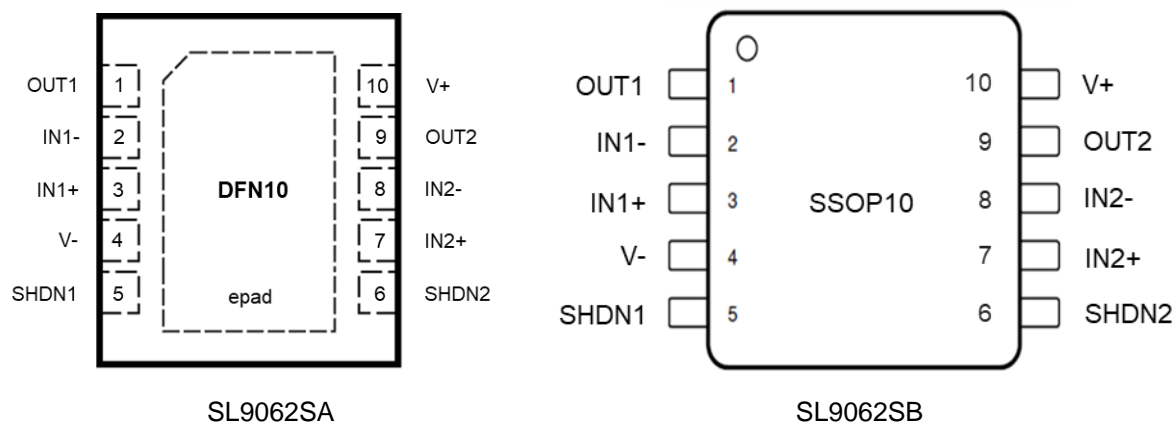 OUT1 1 10 V+
IN1- 2 9 OUT2
IN1+ 3 DFN10 8 IN2-
V- 4 7 IN2+
SHDN1 5 epad 6 SHDN2
SL9062SA
OUT1 1 10 V+
IN1- 2 9 OUT2
IN1+ 3 SSOP10 8 IN2-
V- 4 7 IN2+
SHDN1 5 6 SHDN2
SL9062SB